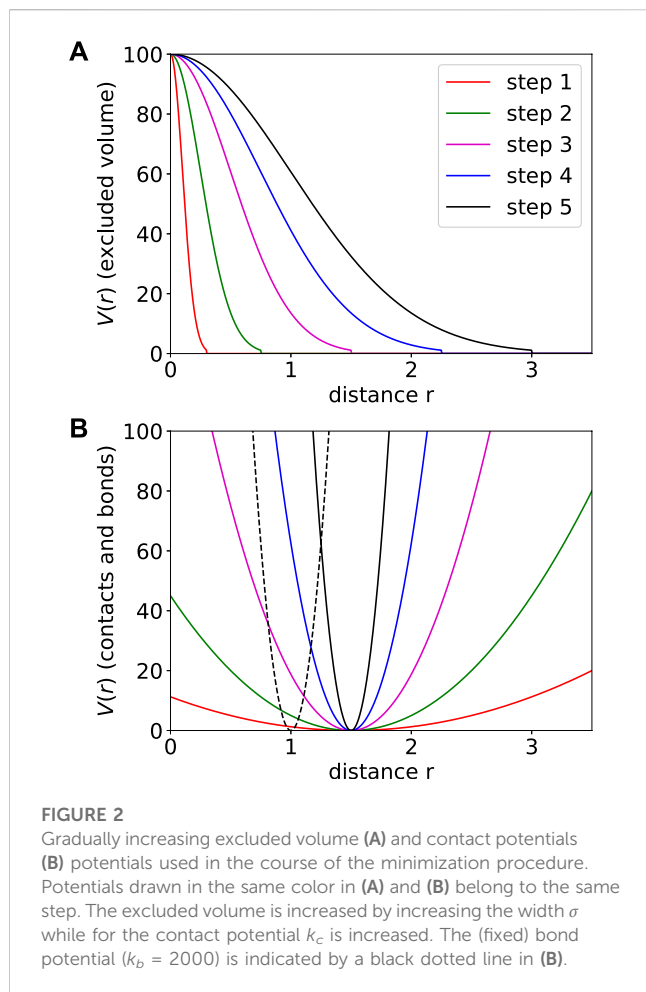 A
100
80
60
40
20
0
V(r) (excluded volume)
step 1
step 2
step 3
step 4
step 5
0 1 2 3
distance r
B
100
80
60
40
20
0
V(r) (contacts and bonds)
0 1 2 3
distance r
FIGURE 2
Gradually increasing excluded volume (A) and contact potentials
(B) potentials used in the course of the minimization procedure.
Potentials drawn in the same color in (A) and (B) belong to the same
step. The excluded volume is increased by increasing the width σ
while for the contact potential k_c is increased. The (fixed) bond
potential (k_b = 2000) is indicated by a black dotted line in (B).